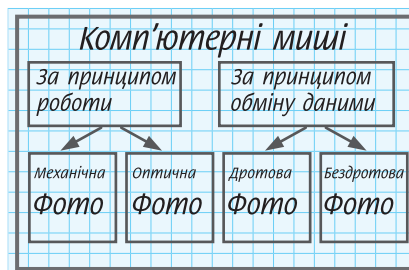 Комп’ютерні миші
За принципом
роботи
За принципом
обміну даними
Механічна
Фото
Оптична
Фото
Дротова
Фото
Бездротова
Фото